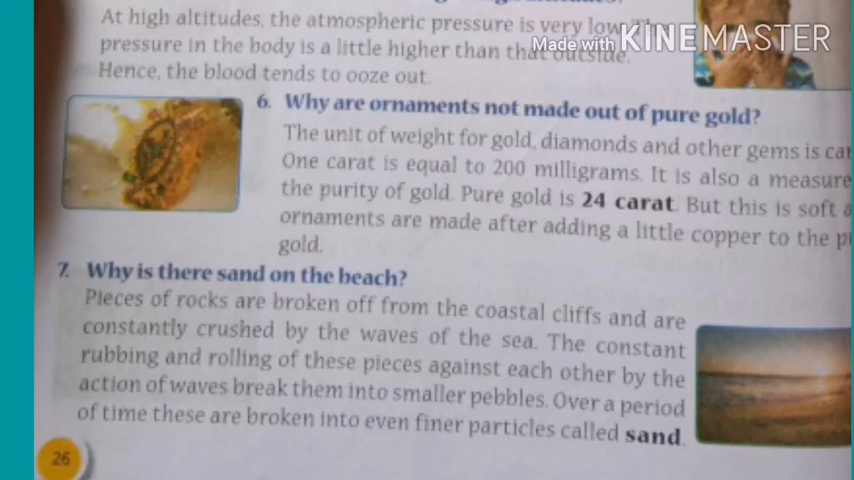 At high altitudes, the atmospheric pressure is very low.
pressure in the body is a little higher than that outside.
Hence, the blood tends to ooze out.
Made with KINEMASTER
6. Why are ornaments not made out of pure gold?
The unit of weight for gold, diamonds and other gems is
One carat is equal to 200 milligrams. It is also a measure
the purity of gold. Pure gold is 24 carat. But this is soft
ornaments are made after adding a little copper to the
gold.
7. Why is there sand on the beach?
Pieces of rocks are broken off from the coastal cliffs and are
constantly crushed by the waves of the sea. The constant
rubbing and rolling of these pieces against each other by the
action of waves break them into smaller pebbles. Over a period
of time these are broken into even finer particles called sand.
26